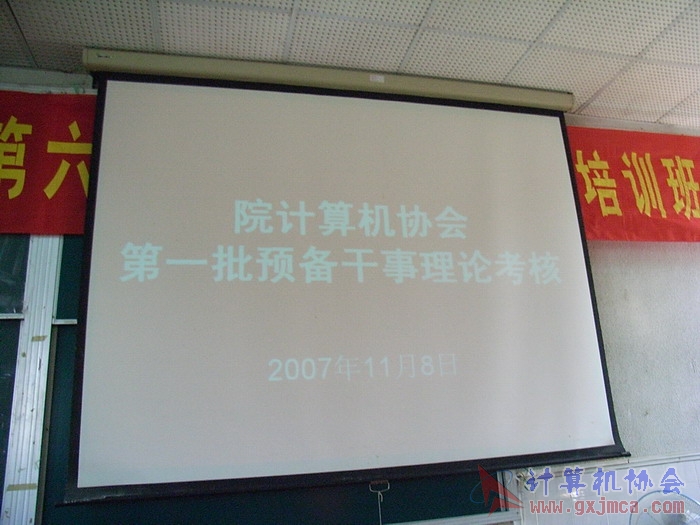 第六
培训班
院计算机协会
第一批预备干事理论考核
2007年11月8日
计算机协会
www.gxjmca.com